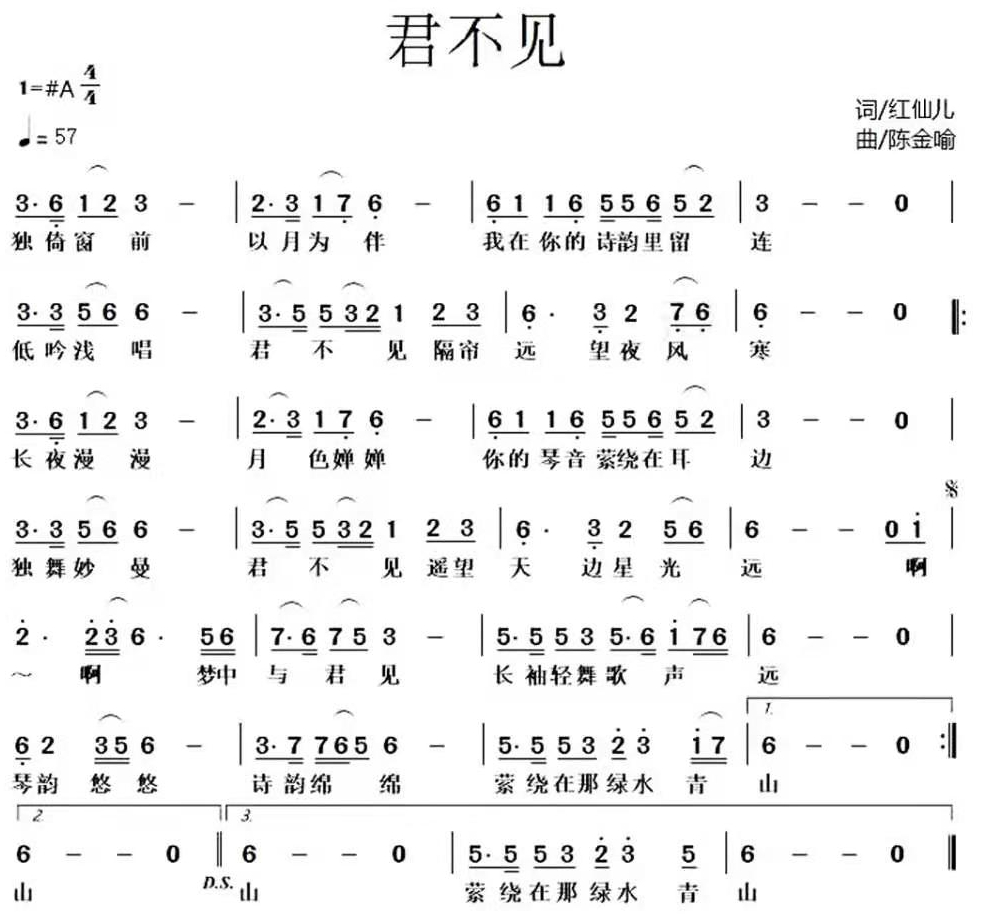 君不见
1=#A 4/4
♩= 57
词/红仙儿
曲/陈金喻
3· 6 1 2 3 － | 2· 3 1 7 6 － | 6 1 1 6 5 5 6 5 2 | 3 － － 0 |
独 倚 窗 前 以 月 为 伴 我 在 你 的 诗 韵 里 留 连
3· 3 5 6 6 － | 3· 5 5 3 2 1 2 3 | 6· 3 2 7 6 | 6 － － 0 ‖:
低 吟 浅 唱 君 不 见 隔 帘 远 望 夜 风 寒
3· 6 1 2 3 － | 2· 3 1 7 6 － | 6 1 1 6 5 5 6 5 2 | 3 － － 0 |
长 夜 漫 漫 月 色 婵 婵 你 的 琴 音 萦 绕 在 耳 边
3· 3 5 6 6 － | 3· 5 5 3 2 1 2 3 | 6· 3 2 5 6 | 6 － － 0 1 | 𝄋
独 舞 妙 曼 君 不 见 遥 望 天 边 星 光 远 啊
2· 2 3 6· 5 6 | 7· 6 7 5 3 － | 5· 5 5 3 5· 6 1 7 6 | 6 － － 0 |
～ 啊 梦 中 与 君 见 长 袖 轻 舞 歌 声 远
6 2 3 5 6 － | 3· 7 7 6 5 6 － | 5· 5 5 3 2 3 1 7 | 1. 6 － － 0 :‖
琴 韵 悠 悠 诗 韵 绵 绵 萦 绕 在 那 绿 水 青 山
2. 6 － － 0 ‖ D.S. 3. 6 － － 0 | 5· 5 5 3 2 3 5 | 6 － － 0 ‖
山 山 萦 绕 在 那 绿 水 青 山